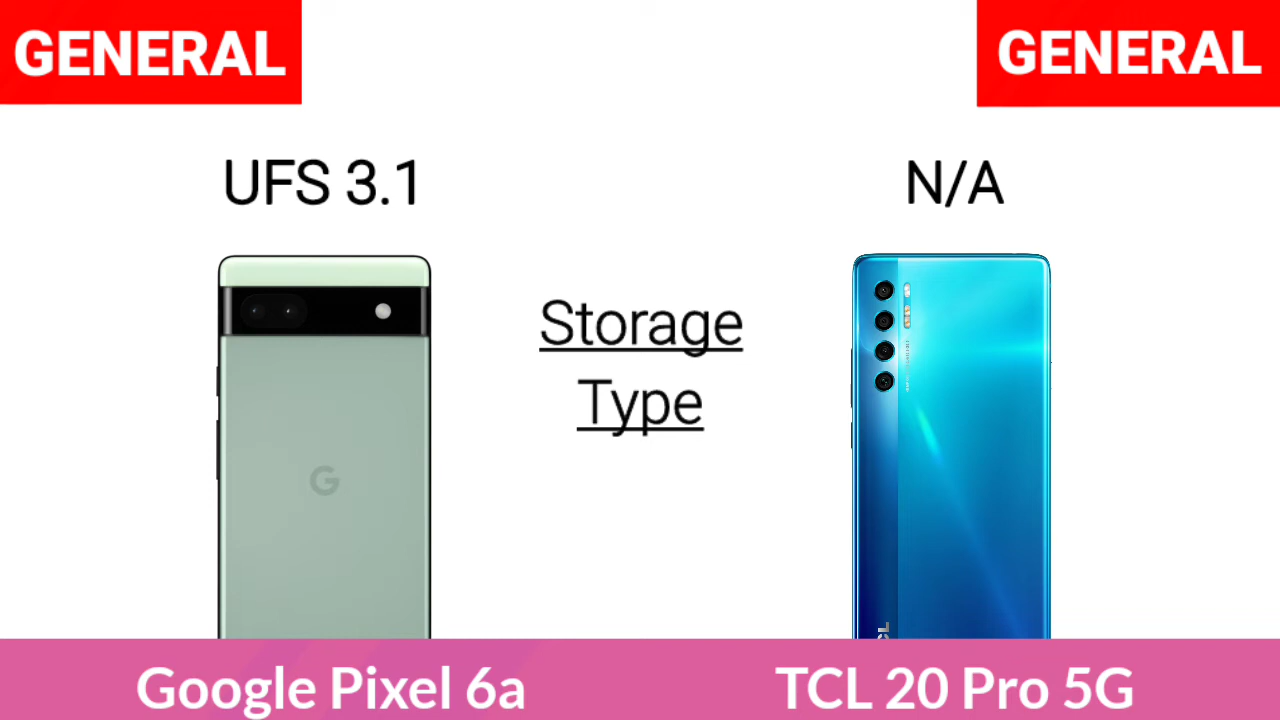 GENERAL
GENERAL
UFS 3.1
N/A
Storage
Type
G
Google Pixel 6a
TCL 20 Pro 5G